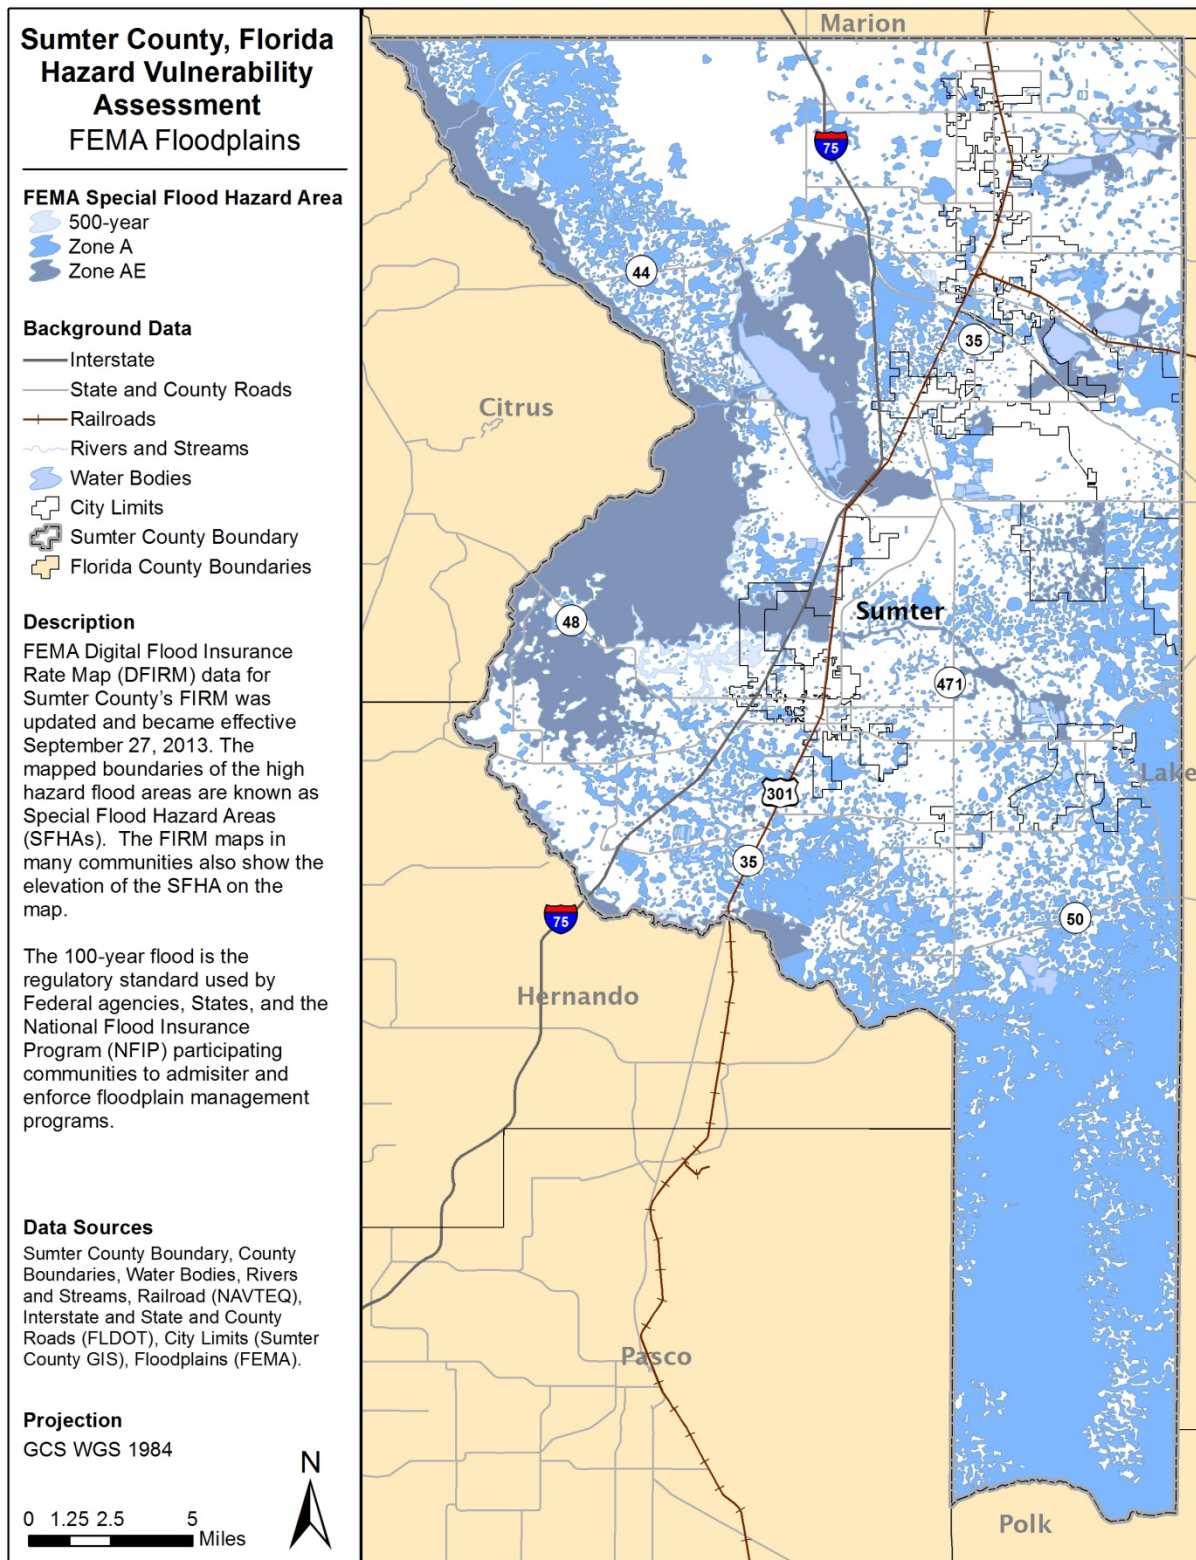 Sumter County, Florida
Hazard Vulnerability
Assessment
FEMA Floodplains
FEMA Special Flood Hazard Area
500-year
Zone A
Zone AE
Background Data
Interstate
State and County Roads
Railroads
Rivers and Streams
Water Bodies
City Limits
Sumter County Boundary
Florida County Boundaries
Description
FEMA Digital Flood Insurance
Rate Map (DFIRM) data for
Sumter County’s FIRM was
updated and became effective
September 27, 2013. The
mapped boundaries of the high
hazard flood areas are known as
Special Flood Hazard Areas
(SFHAs). The FIRM maps in
many communities also show the
elevation of the SFHA on the
map.
The 100-year flood is the
regulatory standard used by
Federal agencies, States, and the
National Flood Insurance
Program (NFIP) participating
communities to admisiter and
enforce floodplain management
programs.
Data Sources
Sumter County Boundary, County
Boundaries, Water Bodies, Rivers
and Streams, Railroad (NAVTEQ),
Interstate and State and County
Roads (FLDOT), City Limits (Sumter
County GIS), Floodplains (FEMA).
Projection
GCS WGS 1984
N
0 1.25 2.5 5
Miles
Marion
75
44
35
Citrus
48
Sumter
471
Lake
301
35
75
50
Hernando
Pasco
Polk